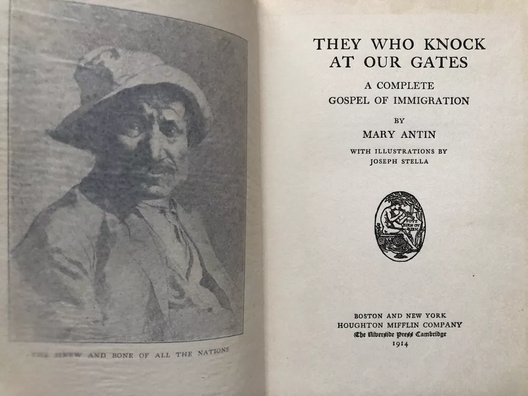 THE SINEW AND BONE OF ALL THE NATIONS
THEY WHO KNOCK
AT OUR GATES
A COMPLETE
GOSPEL OF IMMIGRATION
BY
MARY ANTIN
WITH ILLUSTRATIONS BY
JOSEPH STELLA
BOSTON AND NEW YORK
HOUGHTON MIFFLIN COMPANY
The Riverside Press Cambridge
1914